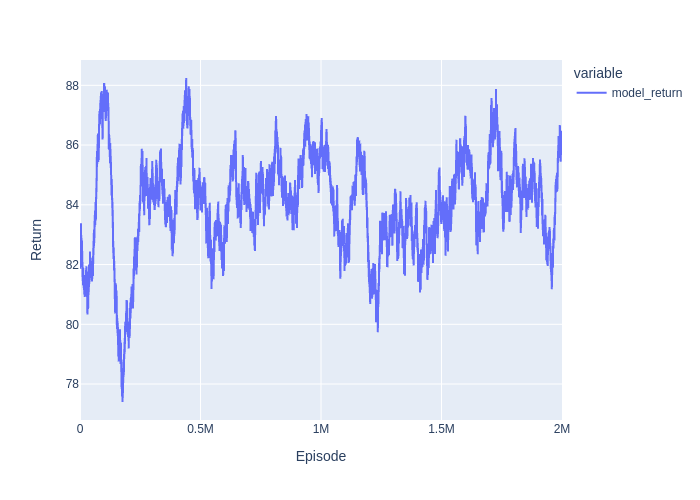 variable
model_return
88
86
84
82
80
78
Return
0
0.5M
1M
1.5M
2M
Episode